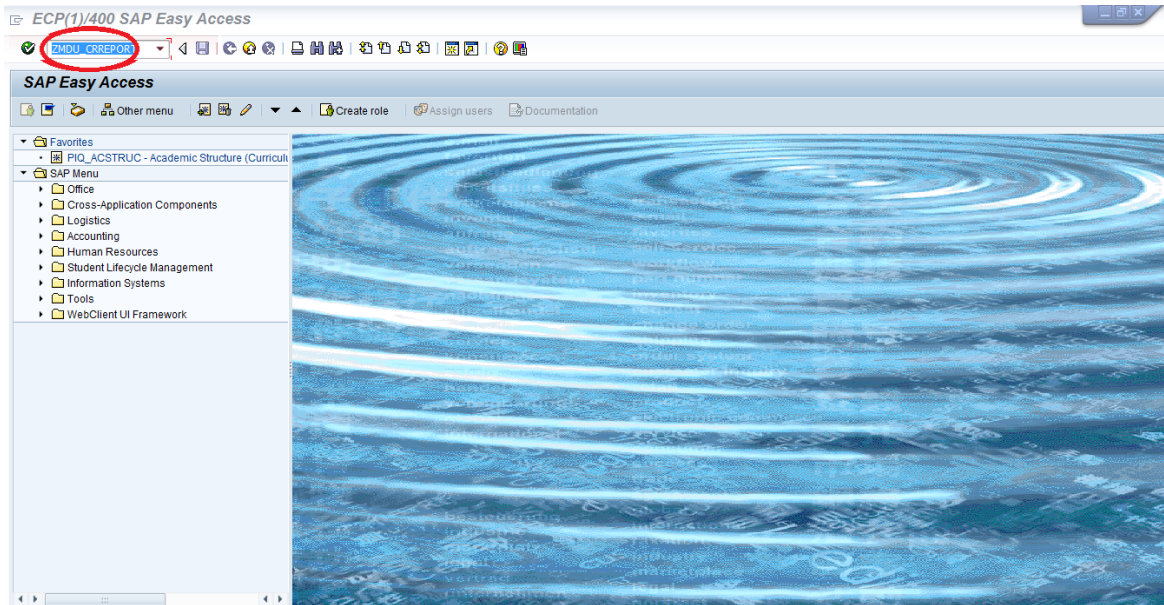 ECP(1)/400 SAP Easy Access
ZMDU_CRREPORT
SAP Easy Access
Other menu Create role Assign users Documentation
Favorites
PIQ_ACSTRUC - Academic Structure (Curriculu
SAP Menu
Office
Cross-Application Components
Logistics
Accounting
Human Resources
Student Lifecycle Management
Information Systems
Tools
WebClient UI Framework